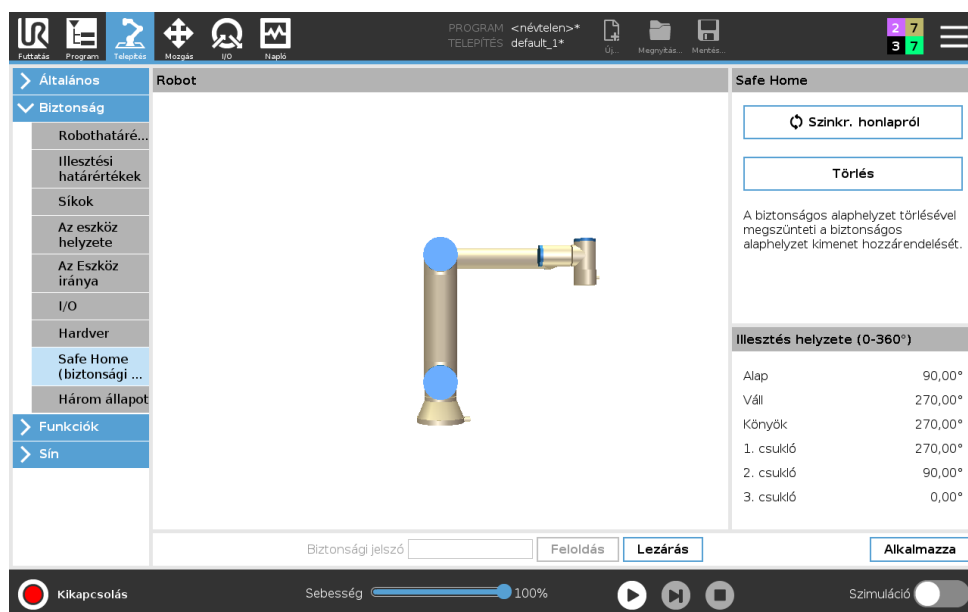 UR
PROGRAM <névtelen>*
TELEPÍTÉS default_1*
Futtatás Program Telepítés Mozgás I/O Napló
Új... Megnyitás... Mentés...
2 7
3 7
Általános
Biztonság
Robothatáré...
Illesztési
határértékek
Síkok
Az eszköz
helyzete
Az Eszköz
iránya
I/O
Hardver
Safe Home
(biztonsági ...
Három állapot
Funkciók
Sín
Robot
Safe Home
Szinkr. honlapról
Törlés
A biztonságos alaphelyzet törlésével
megszünteti a biztonságos
alaphelyzet kimenet hozzárendelését.
Illesztés helyzete (0-360°)
Alap 90,00°
Váll 270,00°
Könyök 270,00°
1. csukló 270,00°
2. csukló 90,00°
3. csukló 0,00°
Biztonsági jelszó Feloldás Lezárás Alkalmazza
Kikapcsolás Sebesség 100% Szimuláció